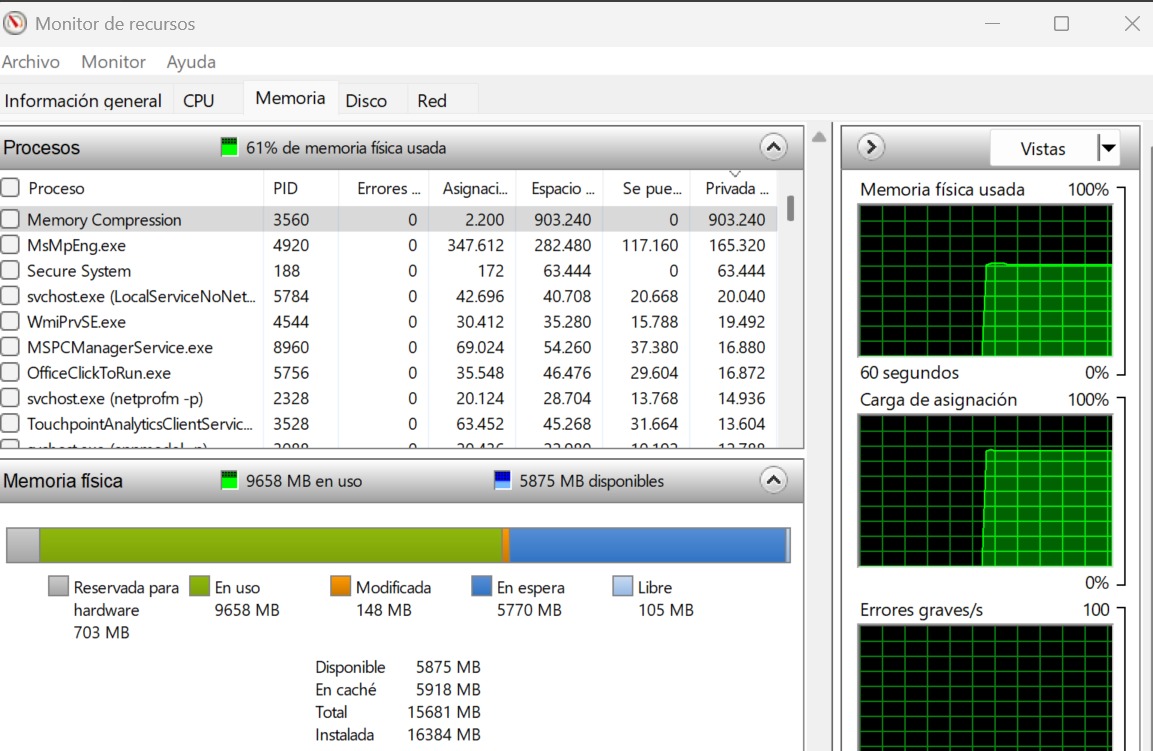 Monitor de recursos
Archivo Monitor Ayuda
Información general CPU Memoria Disco Red
Procesos 61% de memoria física usada
Proceso PID Errores ... Asignaci... Espacio ... Se pue... Privada ...
Memory Compression 3560 0 2.200 903.240 0 903.240
MsMpEng.exe 4920 0 347.612 282.480 117.160 165.320
Secure System 188 0 172 63.444 0 63.444
svchost.exe (LocalServiceNoNet... 5784 0 42.696 40.708 20.668 20.040
WmiPrvSE.exe 4544 0 30.412 35.280 15.788 19.492
MSPCManagerService.exe 8960 0 69.024 54.260 37.380 16.880
OfficeClickToRun.exe 5756 0 35.548 46.476 29.604 16.872
svchost.exe (netprofm -p) 2328 0 20.124 28.704 13.768 14.936
TouchpointAnalyticsClientServic... 3528 0 63.452 45.268 31.664 13.604
Memoria física 9658 MB en uso 5875 MB disponibles
Reservada para hardware 703 MB
En uso 9658 MB
Modificada 148 MB
En espera 5770 MB
Libre 105 MB
Disponible 5875 MB
En caché 5918 MB
Total 15681 MB
Instalada 16384 MB
Vistas
Memoria física usada 100%
60 segundos 0%
Carga de asignación 100%
0%
Errores graves/s 100